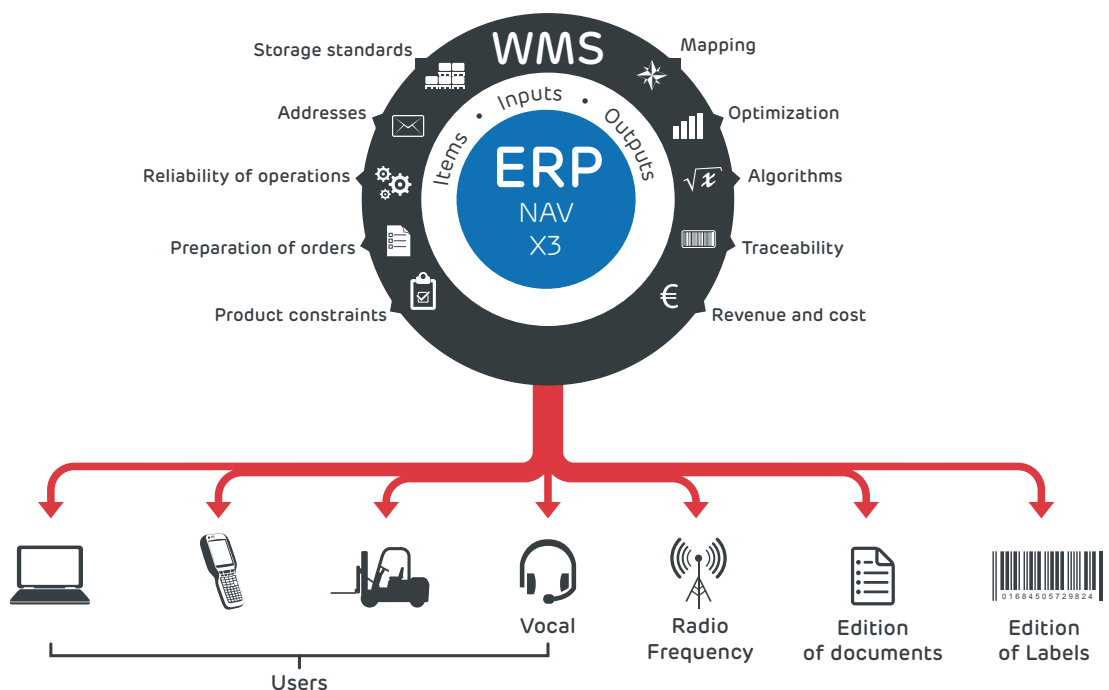 WMS
Items • Inputs • Outputs
ERP
NAV
X3
Storage standards
Addresses
Reliability of operations
Preparation of orders
Product constraints
Mapping
Optimization
Algorithms
√x
Traceability
€
Revenue and cost
Vocal
Radio
Frequency
Edition
of documents
01684505729824
Edition
of Labels
Users